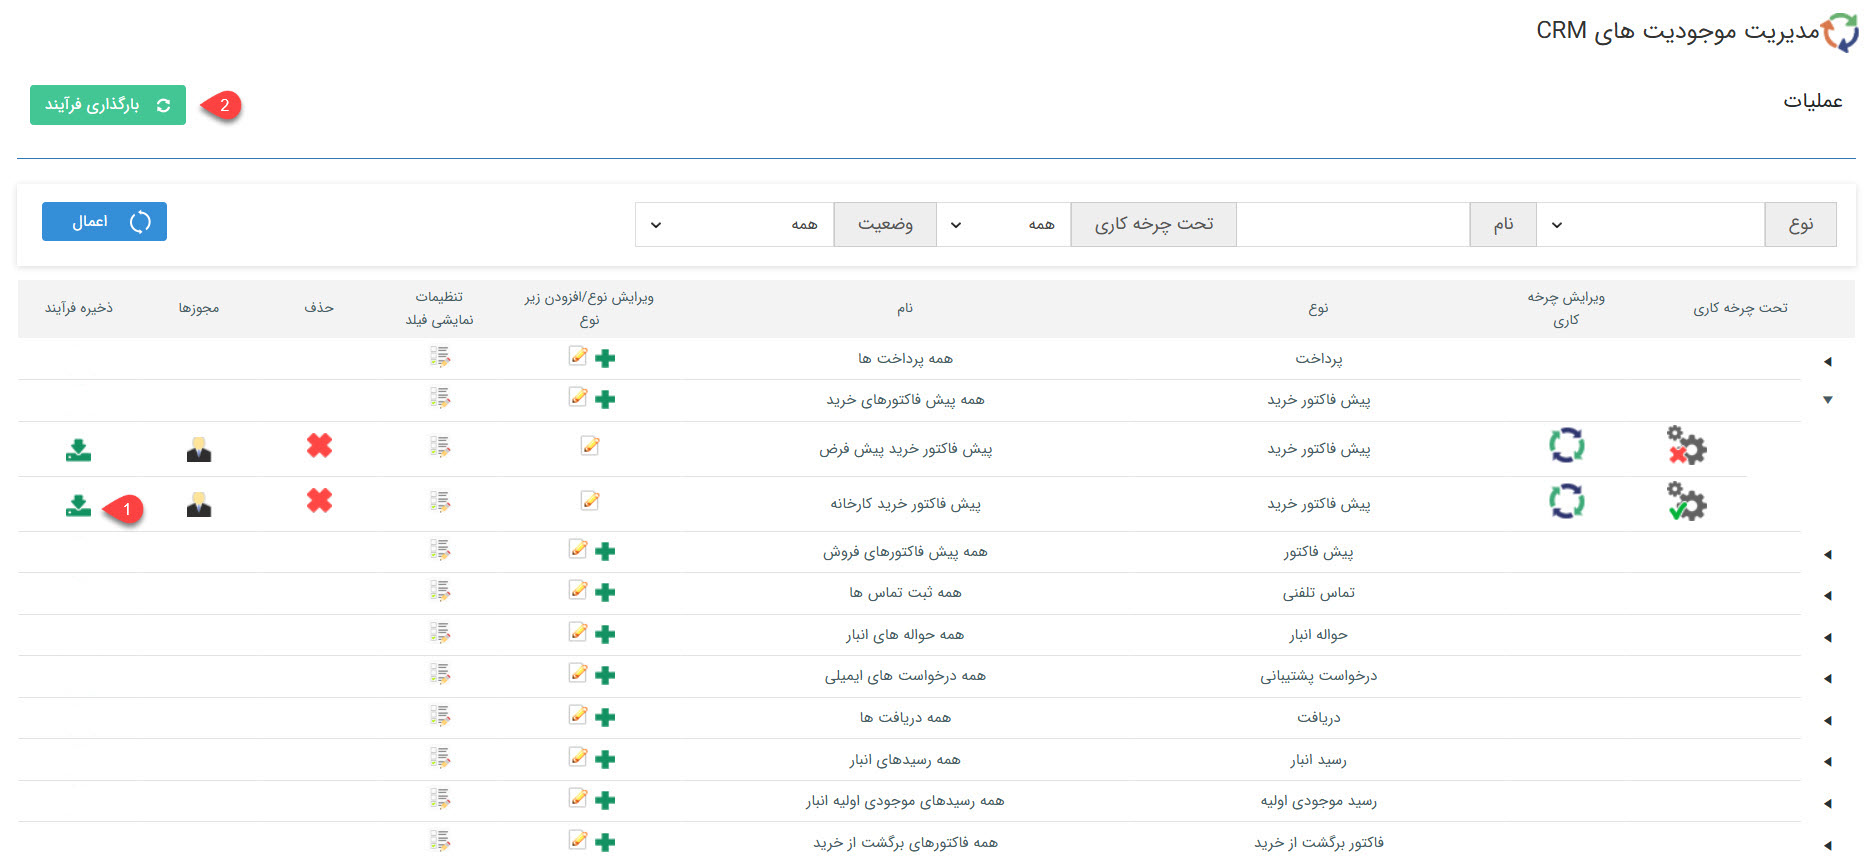 مدیریت موجودیت های CRM
عملیات
بارگذاری فرآیند
2
نوع
نام
تحت چرخه کاری
همه
وضعیت
همه
اعمال
تحت چرخه کاری
ویرایش چرخه
کاری
نوع
نام
ویرایش نوع/افزودن زیر
نوع
تنظیمات
نمایشی فیلد
حذف
مجوزها
ذخیره فرآیند
پرداخت
همه پرداخت ها
پیش فاکتور خرید
همه پیش فاکتورهای خرید
پیش فاکتور خرید
پیش فاکتور خرید پیش فرض
پیش فاکتور خرید
پیش فاکتور خرید کارخانه
1
پیش فاکتور
همه پیش فاکتورهای فروش
تماس تلفنی
همه ثبت تماس ها
حواله انبار
همه حواله های انبار
درخواست پشتیبانی
همه درخواست های ایمیلی
دریافت
همه دریافت ها
رسید انبار
همه رسیدهای انبار
رسید موجودی اولیه
همه رسیدهای موجودی اولیه انبار
فاکتور برگشت از خرید
همه فاکتورهای برگشت از خرید